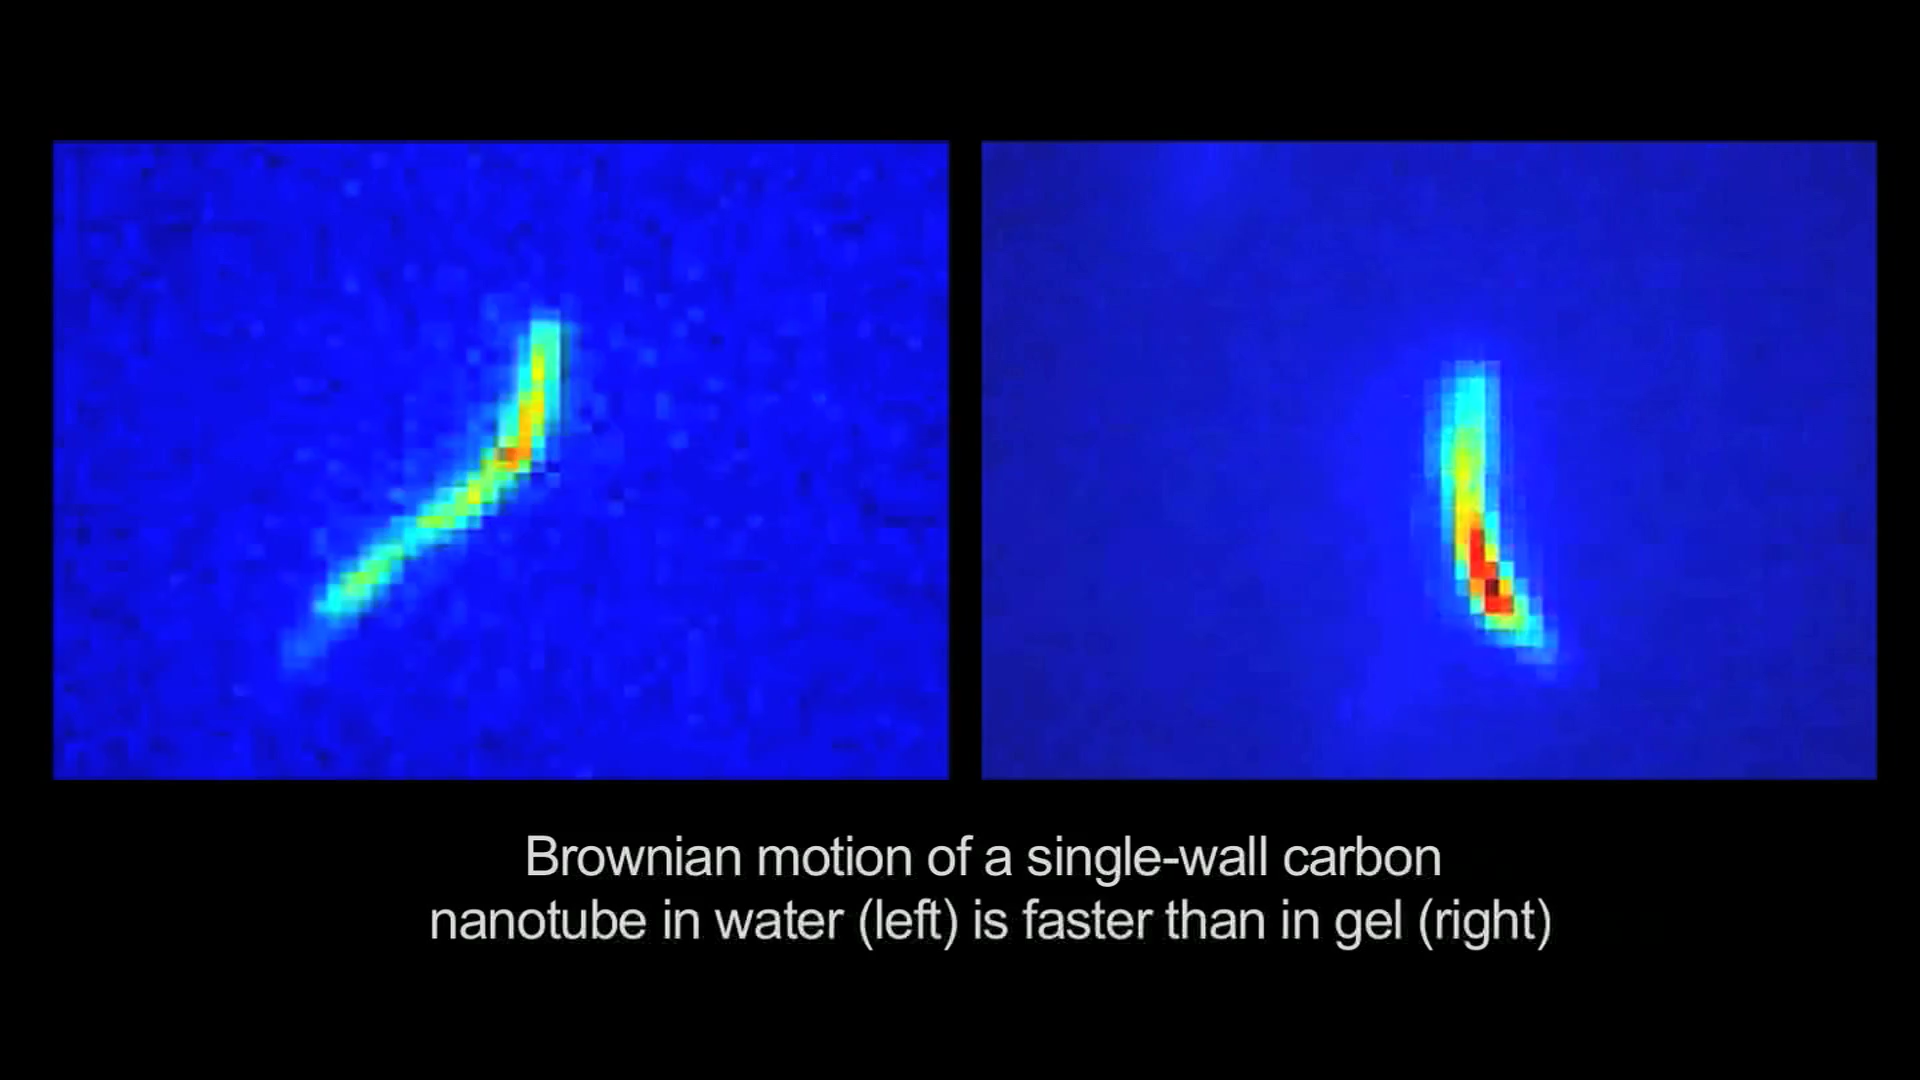 Brownian motion of a single-wall carbon
nanotube in water (left) is faster than in gel (right)